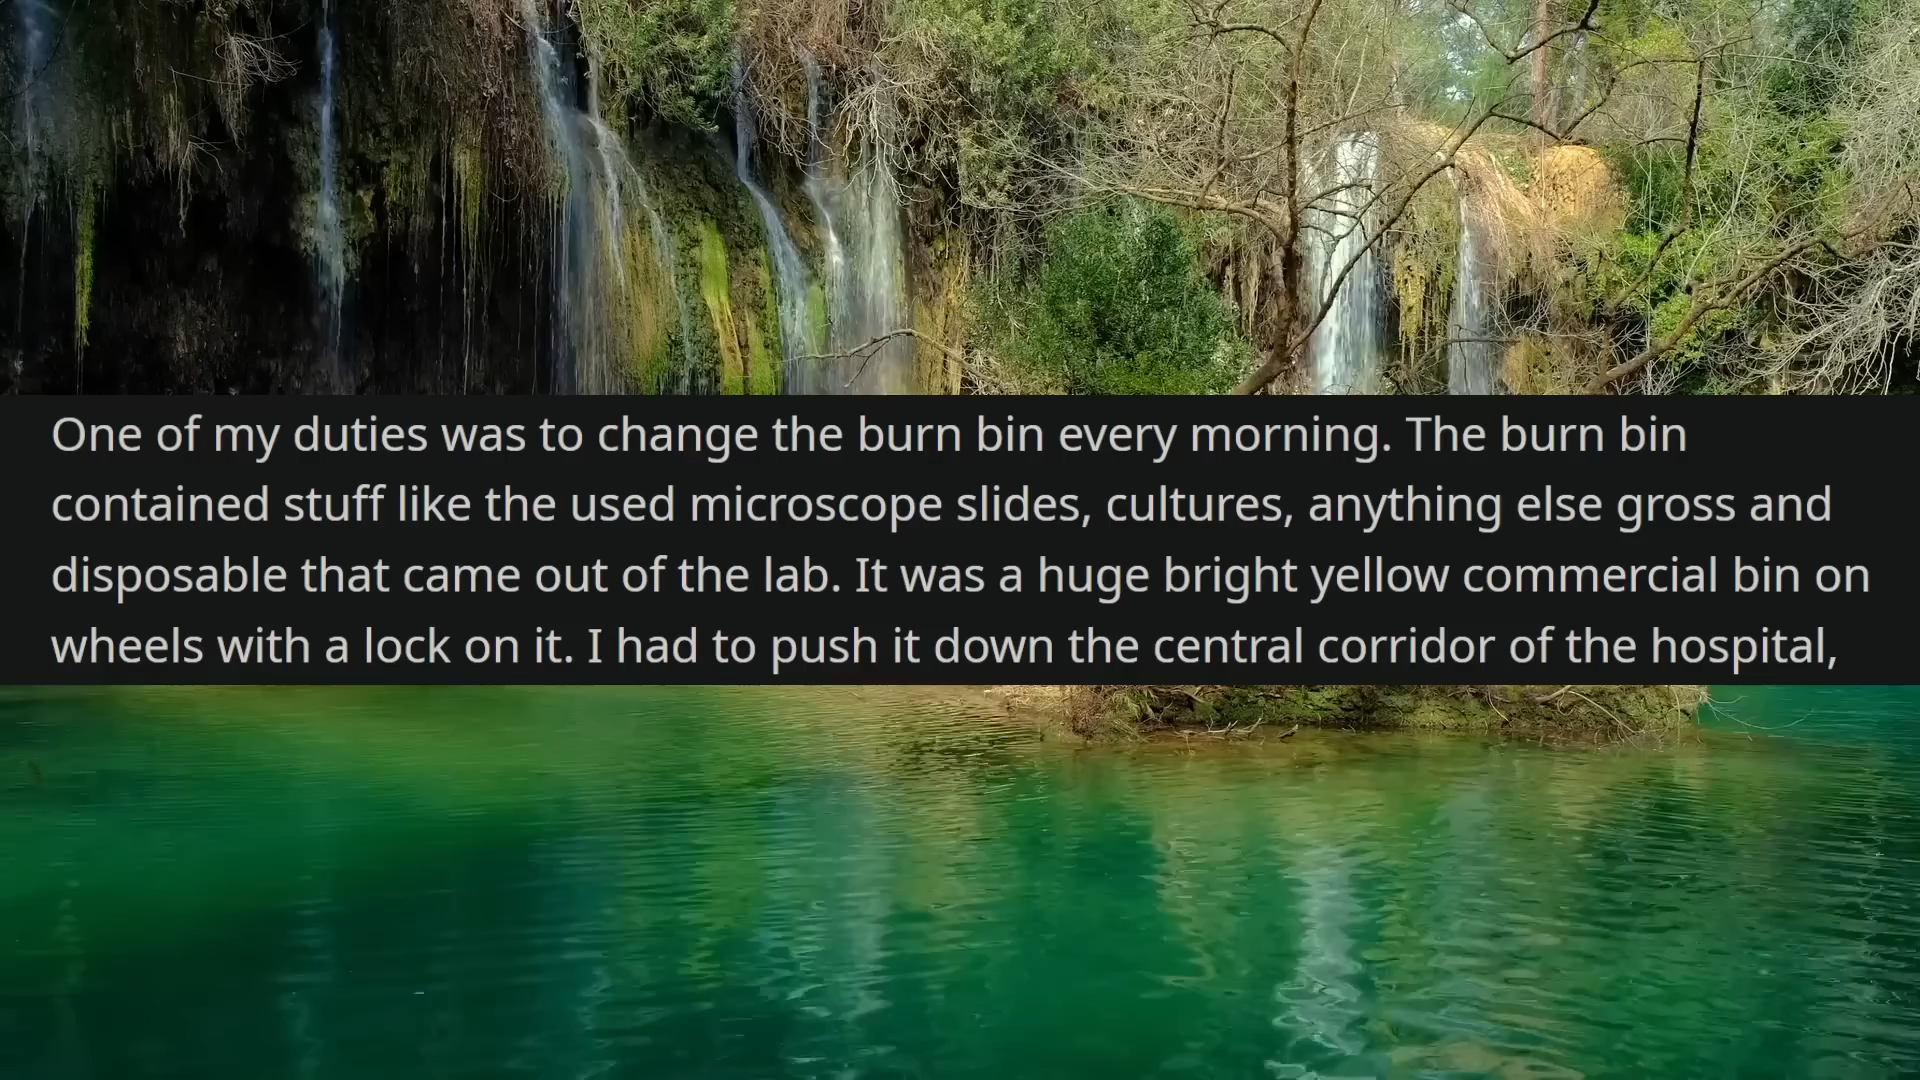 One of my duties was to change the burn bin every morning. The burn bin
contained stuff like the used microscope slides, cultures, anything else gross and
disposable that came out of the lab. It was a huge bright yellow commercial bin on
wheels with a lock on it. I had to push it down the central corridor of the hospital,